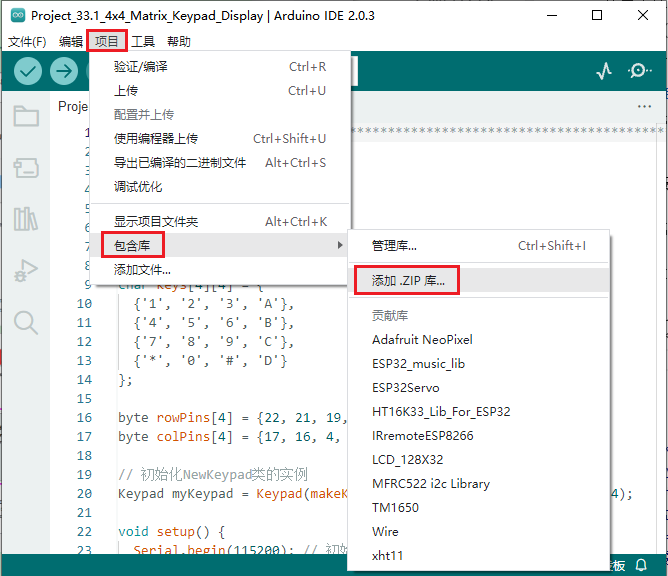 Project_33.1_4x4_Matrix_Keypad_Display | Arduino IDE 2.0.3
文件(F) 编辑 项目 工具 帮助
验证/编译 Ctrl+R
上传 Ctrl+U
配置并上传
使用编程器上传 Ctrl+Shift+U
导出已编译的二进制文件 Alt+Ctrl+S
调试优化
显示项目文件夹 Alt+Ctrl+K
包含库
添加文件...
管理库... Ctrl+Shift+I
添加 .ZIP 库...
贡献库
Adafruit NeoPixel
ESP32_music_lib
ESP32Servo
HT16K33_Lib_For_ESP32
IRremoteESP8266
LCD_128X32
MFRC522 i2c Library
TM1650
Wire
xht11
Proje
1 ******************************************
2
9 char keys[4][4] = {
10 {'1', '2', '3', 'A'},
11 {'4', '5', '6', 'B'},
12 {'7', '8', '9', 'C'},
13 {'*', '0', '#', 'D'}
14 };
15
16 byte rowPins[4] = {22, 21, 19,
17 byte colPins[4] = {17, 16, 4,
18
19 // 初始化NewKeypad类的实例
20 Keypad myKeypad = Keypad(makeK 4);
21
22 void setup() {
23 Serial.begin(115200); // 初始